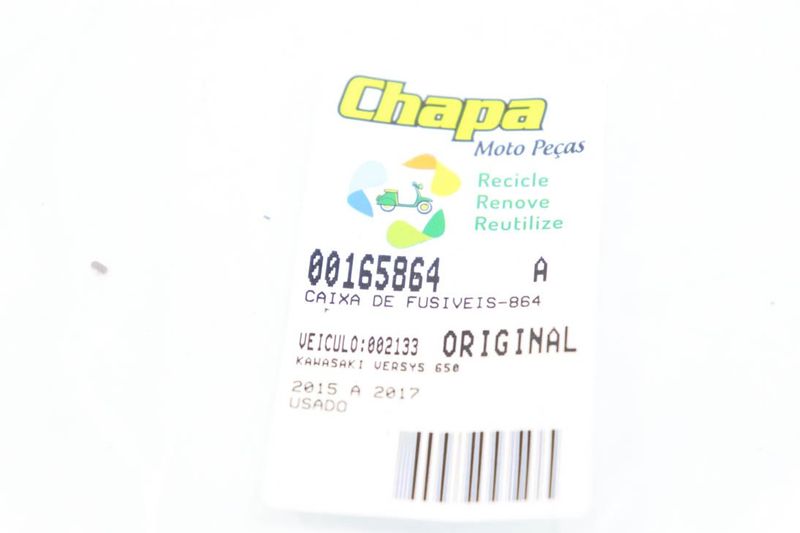 Chapa
Moto Peças
Recicle
Renove
Reutilize
00165864 A
CAIXA DE FUSIVEIS-864
VEICULO:002133 ORIGINAL
KAWASAKI VERSYS 650
2015 A 2017
USADO